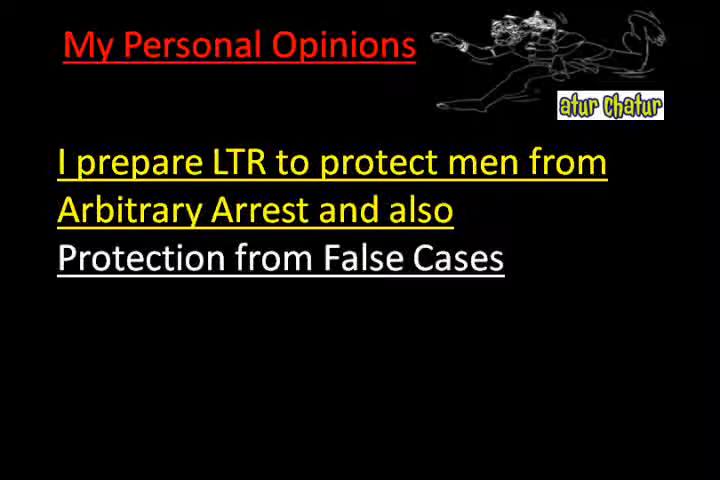 My Personal Opinions
atur chatur
I prepare LTR to protect men from
Arbitrary Arrest and also
Protection from False Cases